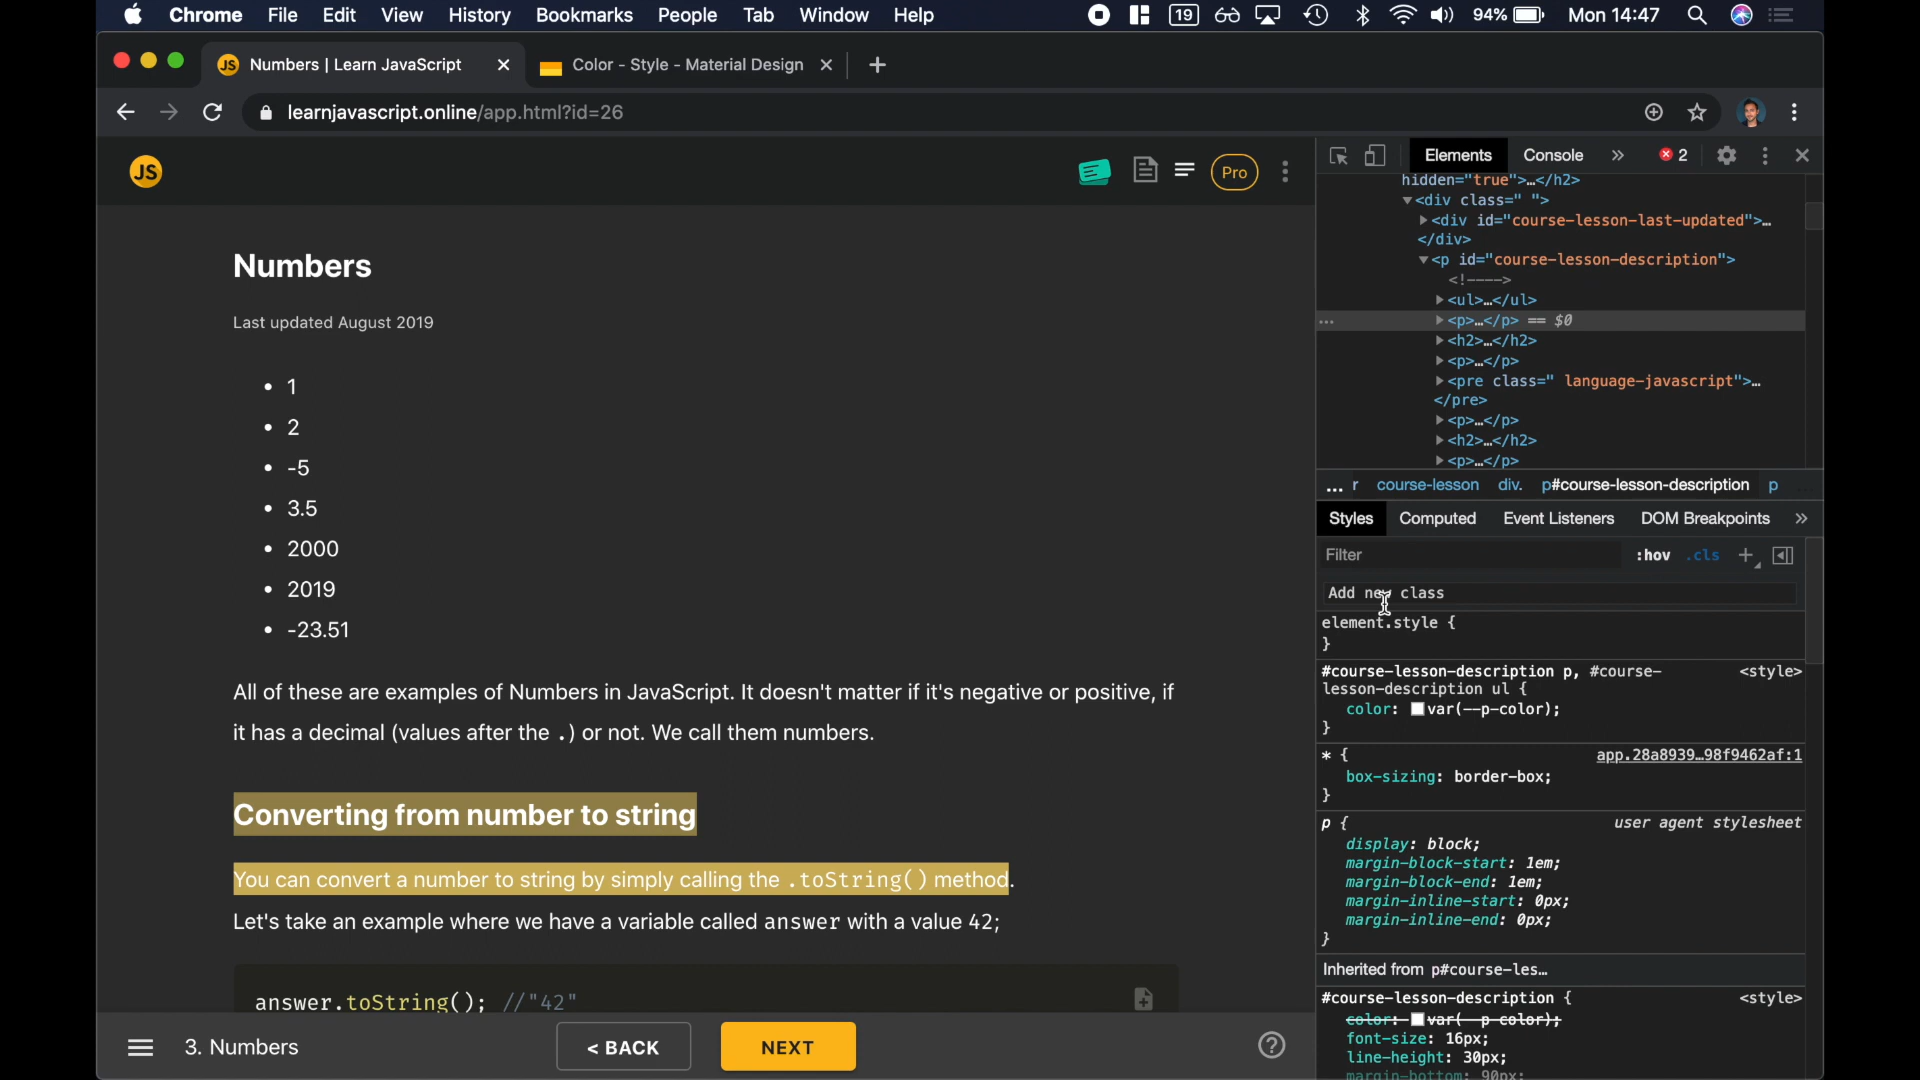 Chrome File Edit View History Bookmarks People Tab Window Help 19 94% Mon 14:47
JS Numbers | Learn JavaScript Color - Style - Material Design
learnjavascript.online/app.html?id=26
JS Pro
Numbers
Last updated August 2019
• 1
• 2
• -5
• 3.5
• 2000
• 2019
• -23.51
All of these are examples of Numbers in JavaScript. It doesn't matter if it's negative or positive, if
it has a decimal (values after the .) or not. We call them numbers.
Converting from number to string
You can convert a number to string by simply calling the .toString() method.
Let's take an example where we have a variable called answer with a value 42;
answer.toString(); //"42"
3. Numbers < BACK NEXT
Elements Console » 2
hidden="true">…</h2>
▼<div class=" ">
▶<div id="course-lesson-last-updated">…
</div>
▼<p id="course-lesson-description">
<!---->
▶<ul>…</ul>
… ▶<p>…</p> == $0
▶<h2>…</h2>
▶<p>…</p>
▶<pre class=" language-javascript">…
</pre>
▶<p>…</p>
▶<h2>…</h2>
▶<p>…</p>
… r course-lesson div. p#course-lesson-description p
Styles Computed Event Listeners DOM Breakpoints »
Filter :hov .cls +
Add new class
element.style {
}
#course-lesson-description p, #course- <style>
lesson-description ul {
color: var(--p-color);
}
* { app.28a8939…98f9462af:1
box-sizing: border-box;
}
p { user agent stylesheet
display: block;
margin-block-start: 1em;
margin-block-end: 1em;
margin-inline-start: 0px;
margin-inline-end: 0px;
}
Inherited from p#course-les…
#course-lesson-description { <style>
color: var(--p-color);
font-size: 16px;
line-height: 30px;
margin-bottom: 90px;